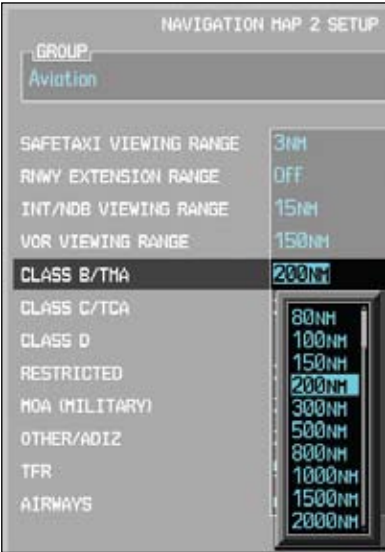 NAVIGATION MAP 2 SETUP
GROUP
Aviation
SAFETAXI VIEWING RANGE 3NM
RNWY EXTENSION RANGE Off
INT/NDB VIEWING RANGE 15NM
VOR VIEWING RANGE 150NM
CLASS B/TMA 200NM
CLASS C/TCA
CLASS D
RESTRICTED
MOA (MILITARY)
OTHER/ADIZ
TFR
AIRWAYS
80NM
100NM
150NM
200NM
300NM
500NM
800NM
1000NM
1500NM
2000NM